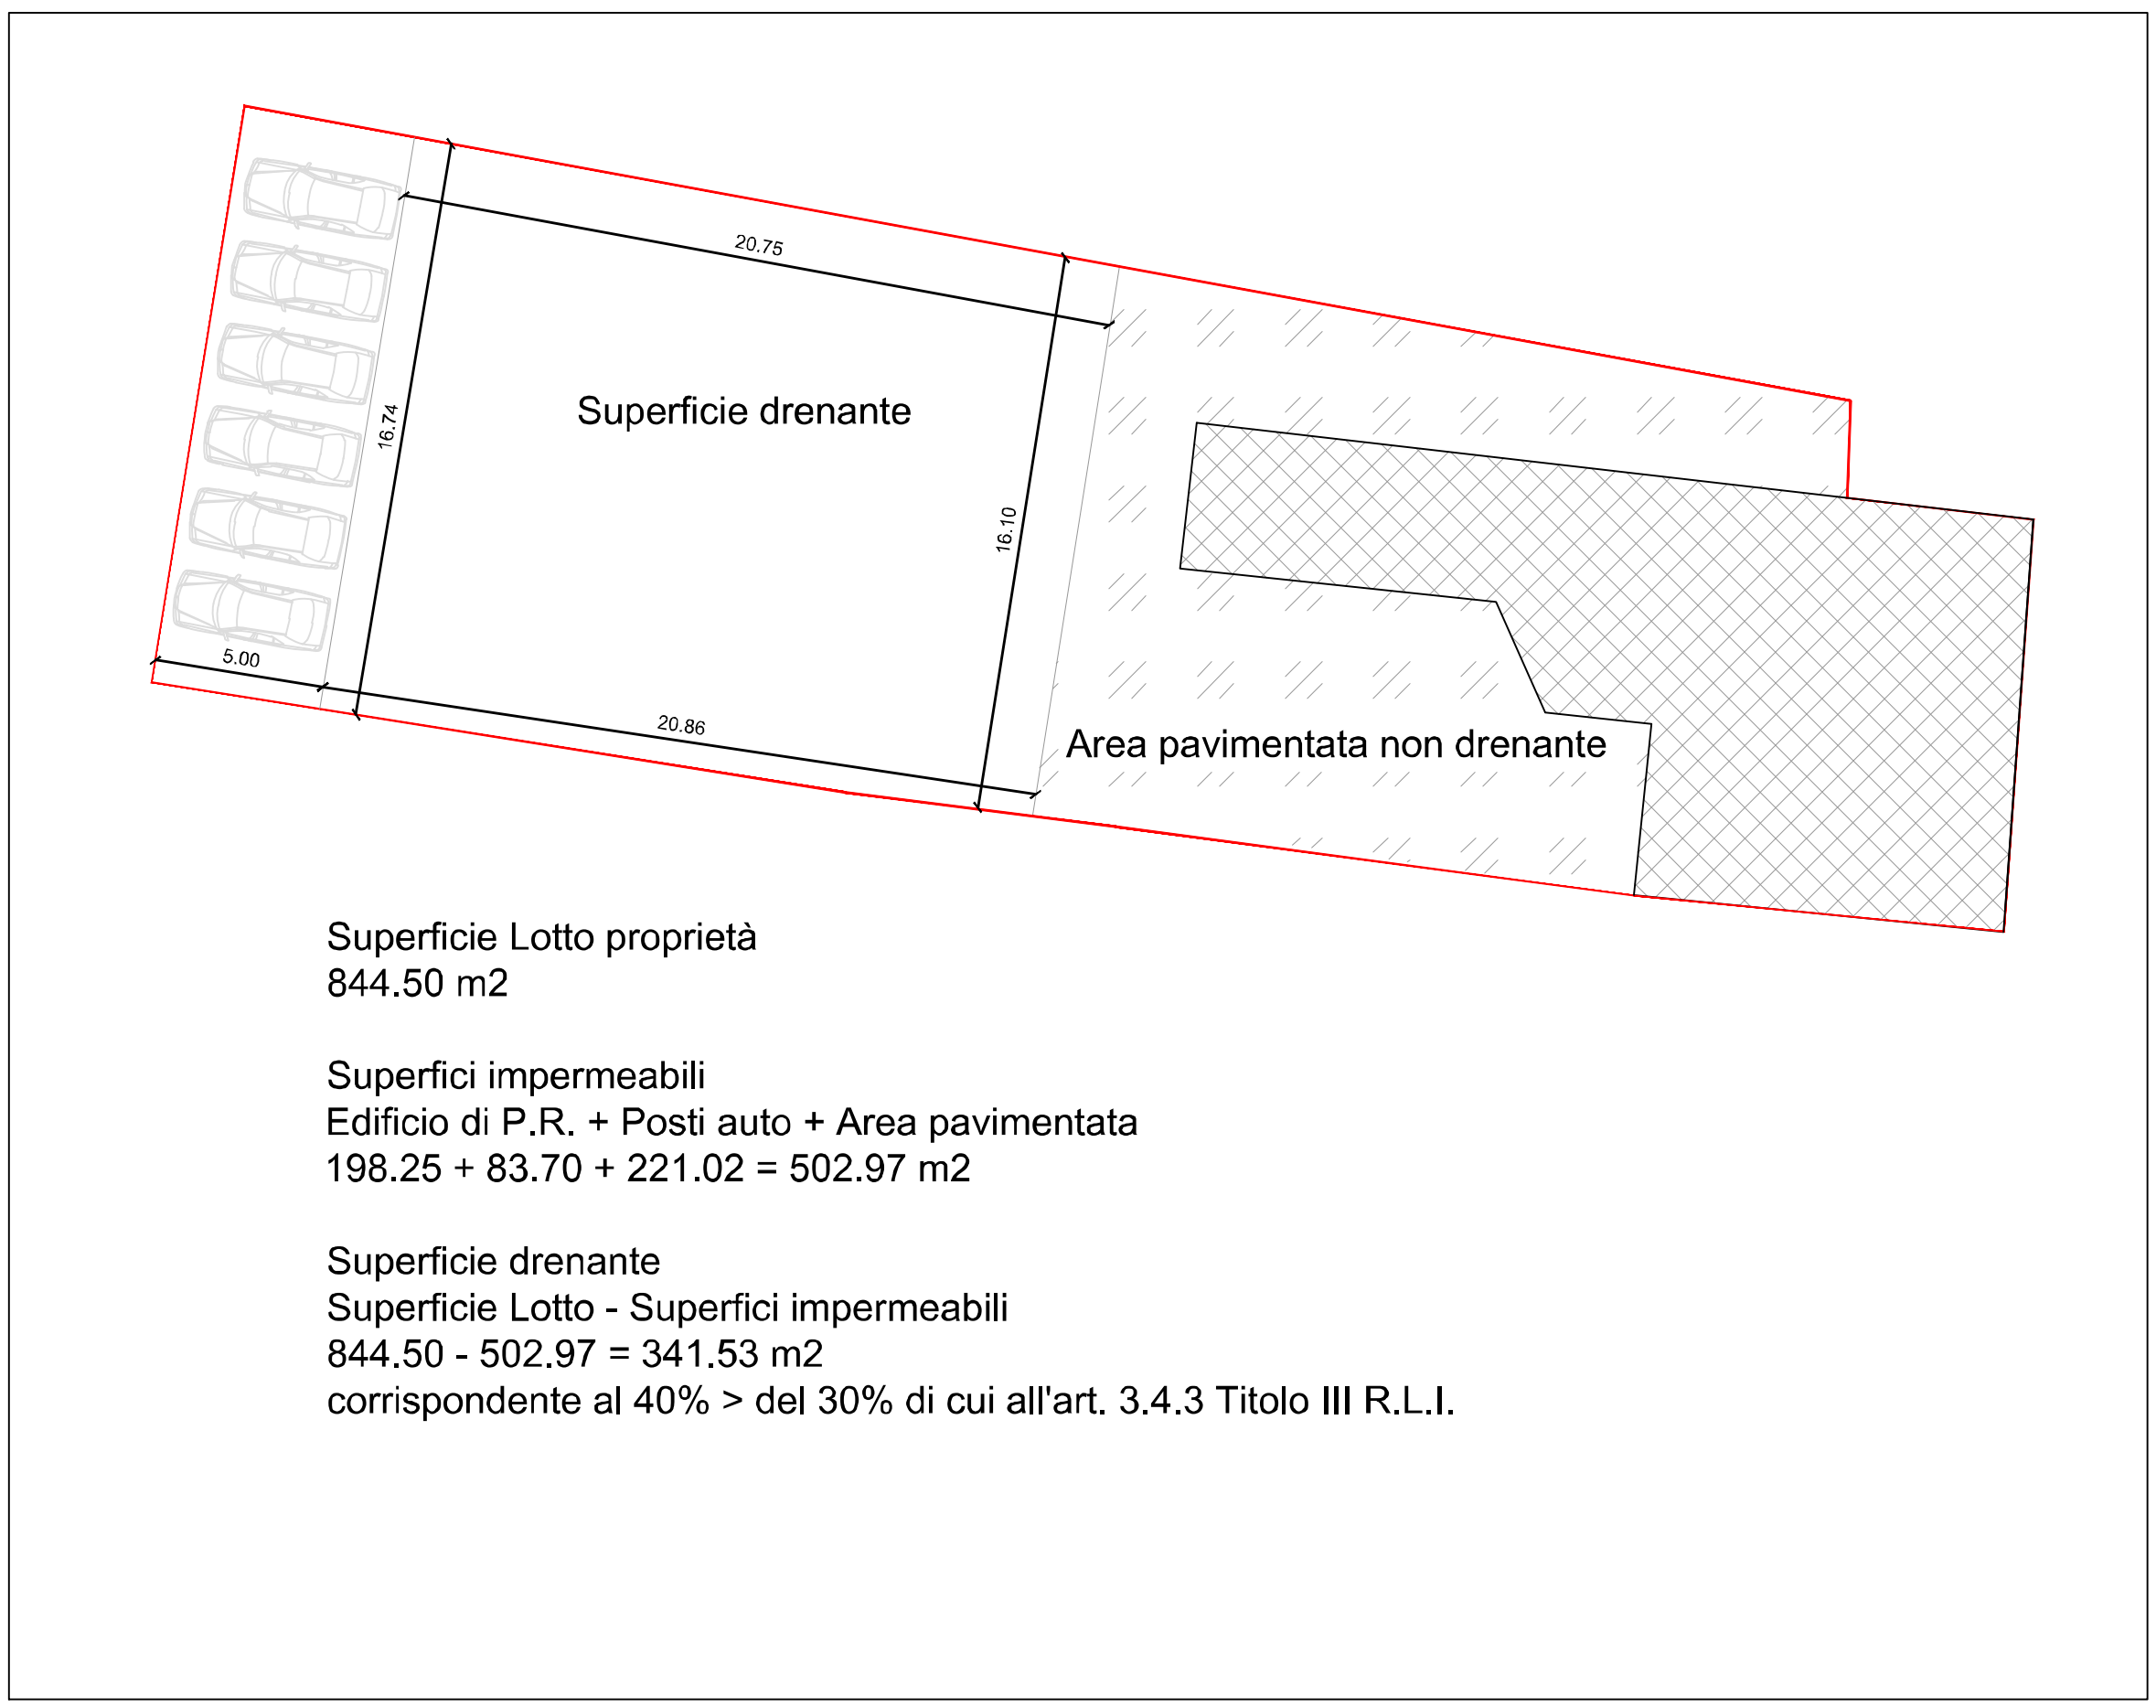 20.75
Superficie drenante
16.74
16.10
5.00
20.86
Area pavimentata non drenante
Superficie Lotto proprietà
844.50 m2
Superfici impermeabili
Edificio di P.R. + Posti auto + Area pavimentata
198.25 + 83.70 + 221.02 = 502.97 m2
Superficie drenante
Superficie Lotto - Superfici impermeabili
844.50 - 502.97 = 341.53 m2
corrispondente al 40% > del 30% di cui all'art. 3.4.3 Titolo III R.L.I.